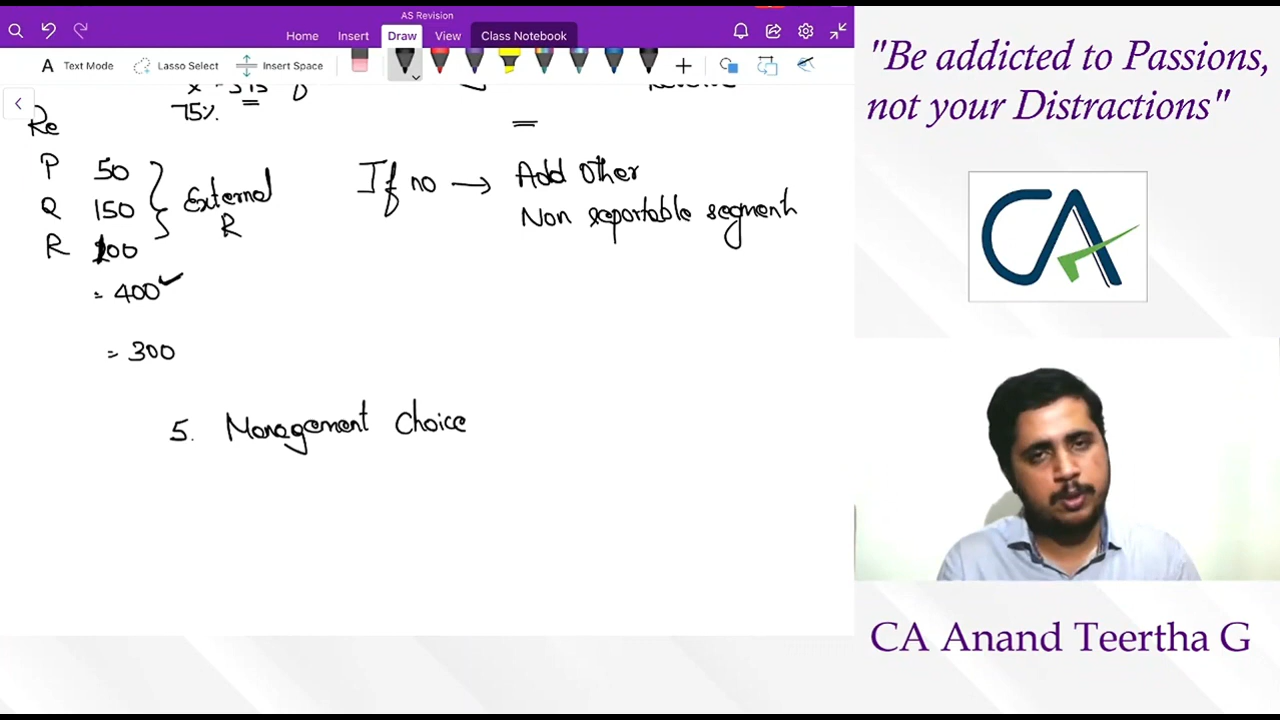 AS Revision
Home Insert Draw View Class Notebook
Text Mode Lasso Select Insert Space
75%
Re
P 50
Q 150
R 100
External
R
= 400
= 300
If no → Add Other
Non reportable segment
5. Management Choice
"Be addicted to Passions,
not your Distractions"
CA
CA Anand Teertha G